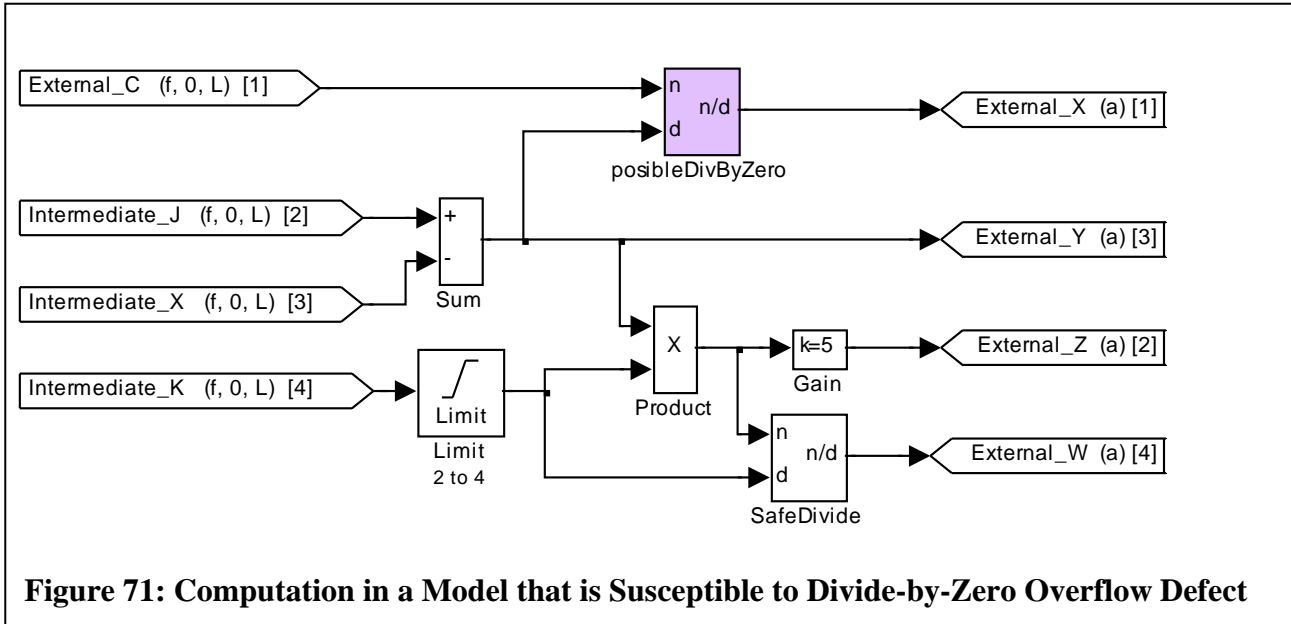 External_C (f, 0, L) [1]
n
d
n/d
posibleDivByZero
External_X (a) [1]
Intermediate_J (f, 0, L) [2]
+
-
Sum
External_Y (a) [3]
Intermediate_X (f, 0, L) [3]
X
Product
k=5
Gain
External_Z (a) [2]
Intermediate_K (f, 0, L) [4]
Limit
Limit
2 to 4
n
d
n/d
SafeDivide
External_W (a) [4]
Figure 71: Computation in a Model that is Susceptible to Divide-by-Zero Overflow Defect